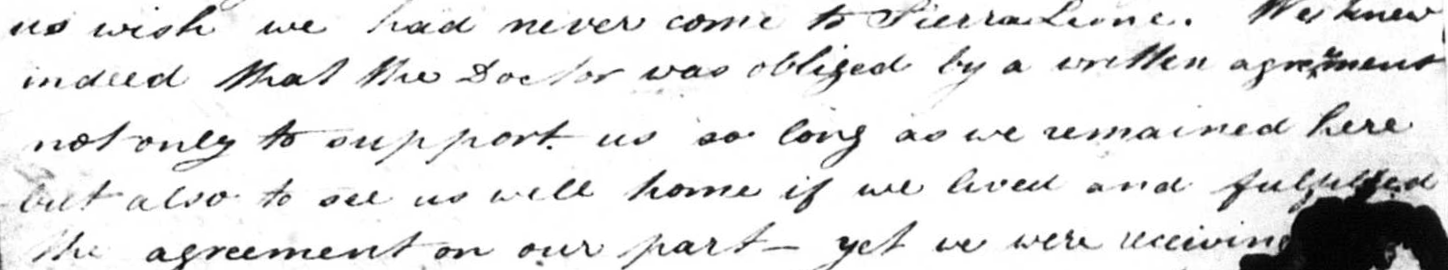 us wish we had never come to Sierra Leone. We knew
indeed that the Doctor was obliged by a written agreement
not only to support us so long as we remained here
but also to see us well home if we lived and fulfilled
the agreement on our part – yet we were receiving